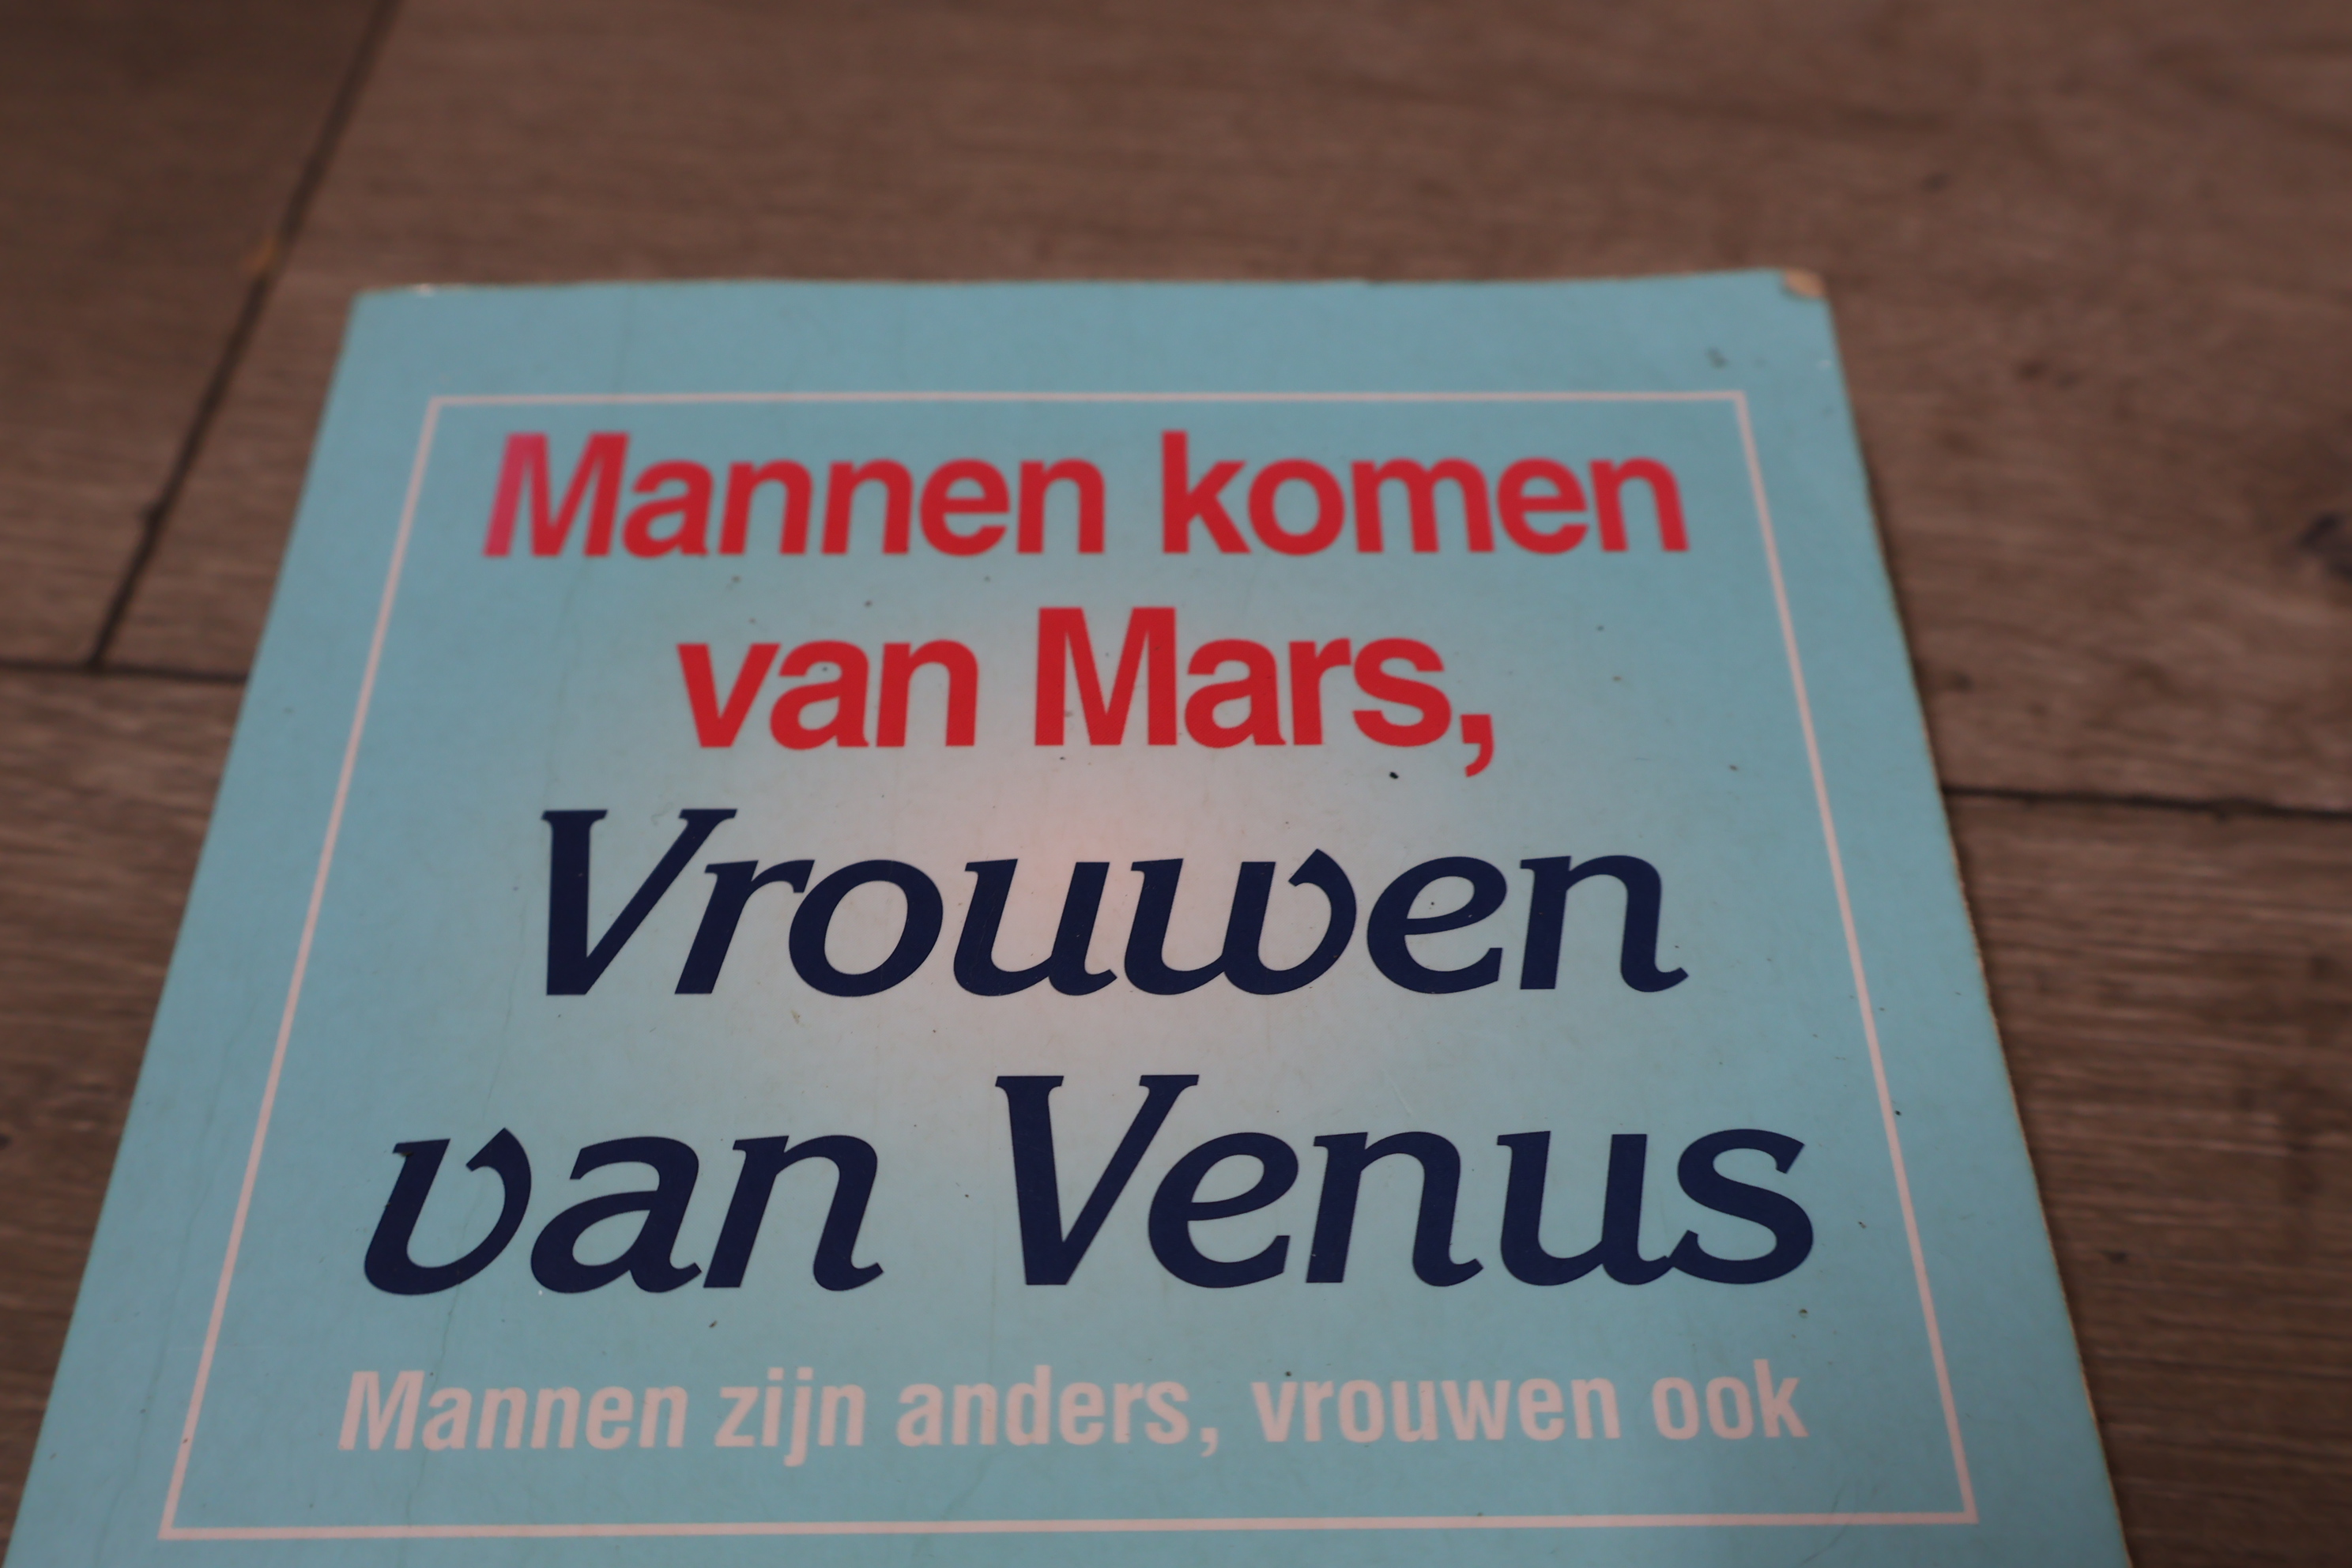 Mannen komen
van Mars,
Vrouwen
van Venus
Mannen zijn anders, vrouwen ook